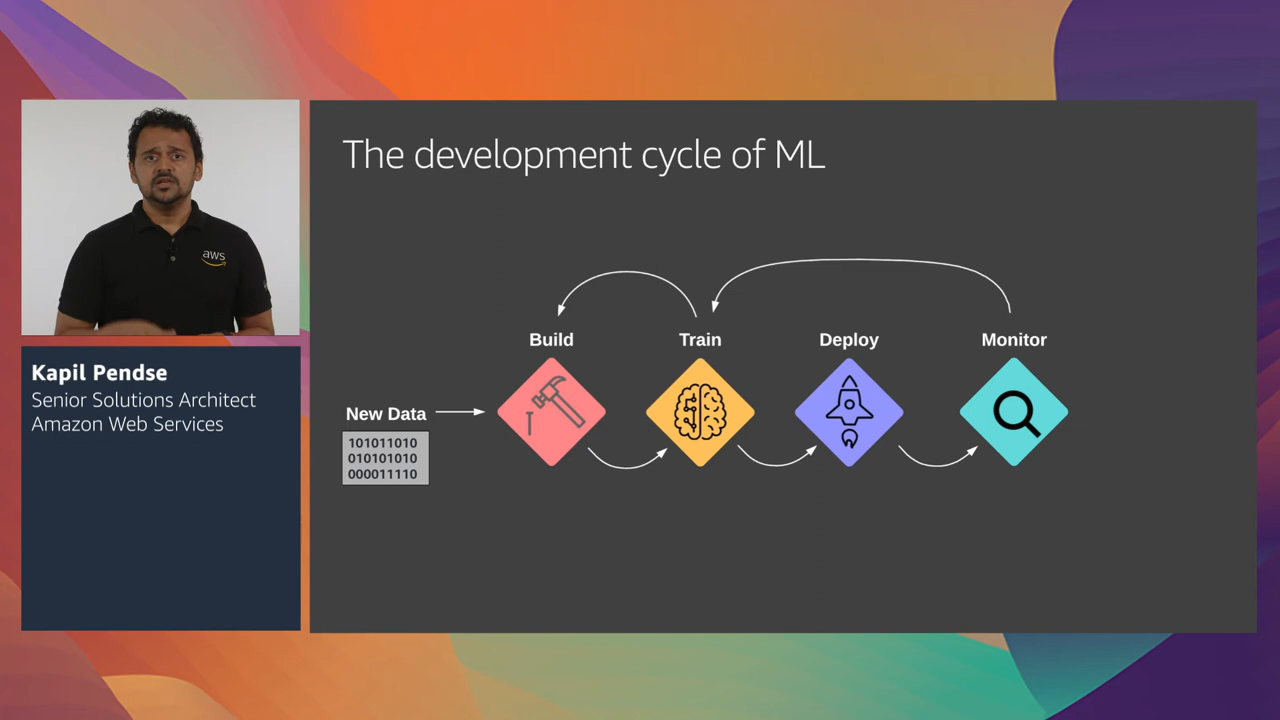 The development cycle of ML
aws
Kapil Pendse
Senior Solutions Architect
Amazon Web Services
Build
Train
Deploy
Monitor
New Data
101011010
010101010
000011110